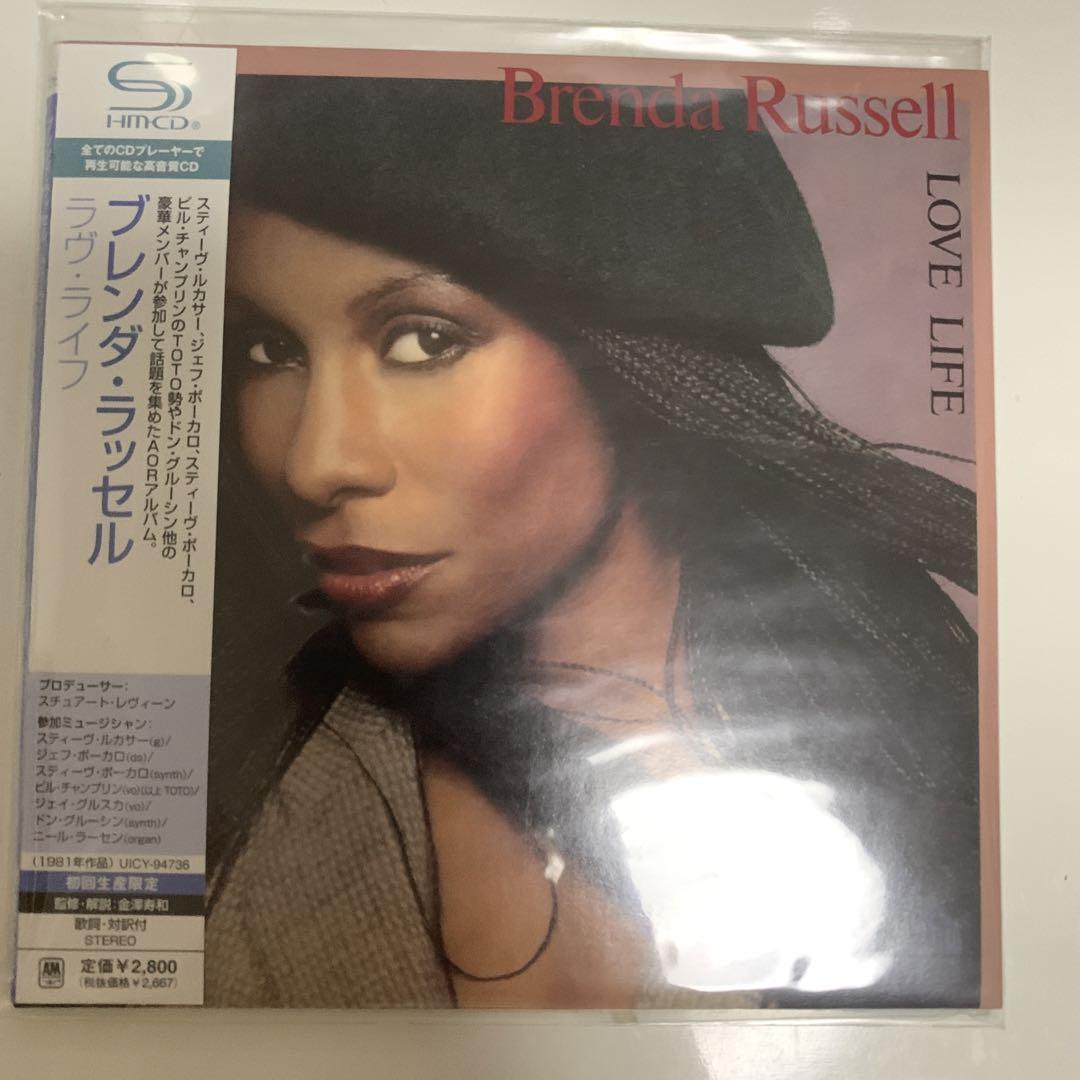 SHM-CD®
全てのCDプレーヤーで
再生可能な高音質CD
ブレンダ・ラッセル
ラヴ・ライフ
スティーヴ・ルカサー、ジェフ・ポーカロ、スティーヴ・ポーカロ、
ビル・チャンプリンのTOTO勢やドン・グルーシン他の
豪華メンバーが参加して話題を集めたAORアルバム。
プロデューサー:
スチュアート・レヴィーン
参加ミュージシャン:
スティーヴ・ルカサー(g)/
ジェフ・ポーカロ(ds)/
スティーヴ・ポーカロ(synth)/
ビル・チャンプリン(vo)(以上 TOTO)/
ジェイ・グルスカ(vo)/
ドン・グルーシン(synth)/
ニール・ラーセン(organ)
(1981年作品) UICY-94736
初回生産限定
監修・解説:金澤寿和
歌詞・対訳付
STEREO
AM
定価¥2,800
(税抜価格¥2,667)
Brenda Russell
LOVE LIFE